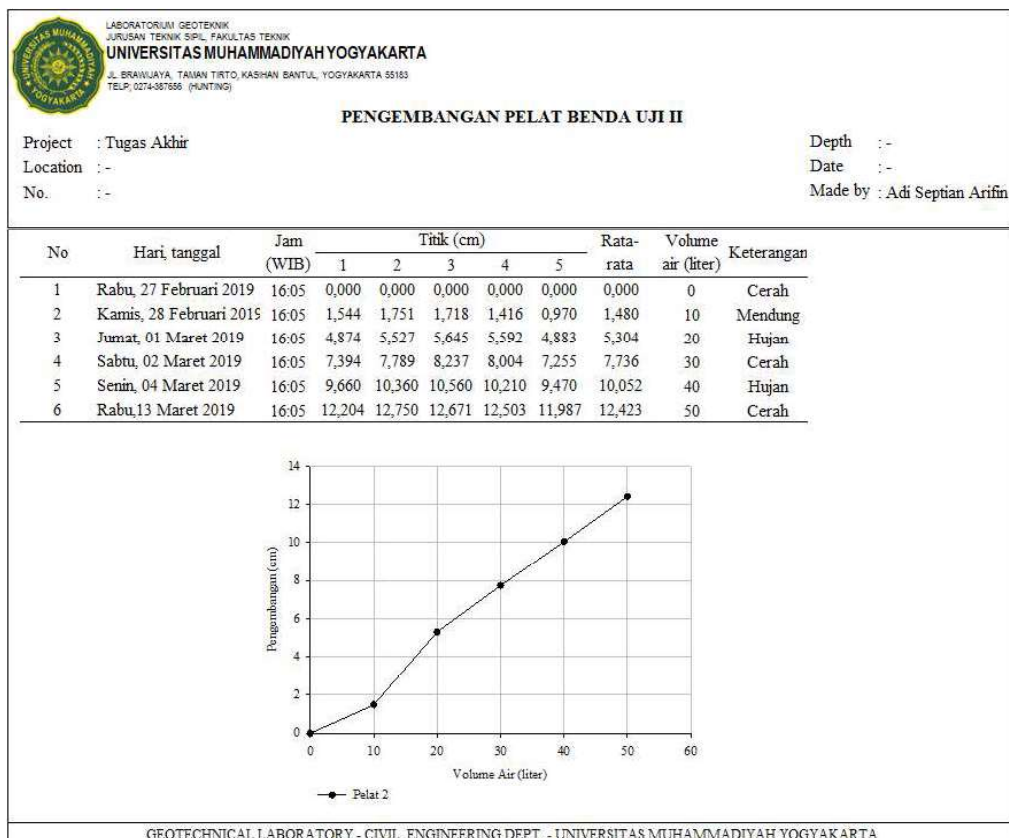 LABORATORIUM GEOTEKNIK
JURUSAN TEKNIK SIPIL, FAKULTAS TEKNIK
UNIVERSITAS MUHAMMADIYAH YOGYAKARTA
JL. BRAWIJAYA, TAMAN TIRTO, KASIHAN BANTUL, YOGYAKARTA 55183
TELP; 0274-387656 (HUNTING)
UNIVERSITAS MUHAMMADIYAH
YOGYAKARTA
PENGEMBANGAN PELAT BENDA UJI II
Project : Tugas Akhir Depth : -
Location : - Date : -
No. : - Made by : Adi Septian Arifin
No Hari, tanggal Jam (WIB) Titik (cm) Rata-rata Volume air (liter) Keterangan
1 2 3 4 5
1 Rabu, 27 Februari 2019 16:05 0,000 0,000 0,000 0,000 0,000 0,000 0 Cerah
2 Kamis, 28 Februari 2019 16:05 1,544 1,751 1,718 1,416 0,970 1,480 10 Mendung
3 Jumat, 01 Maret 2019 16:05 4,874 5,527 5,645 5,592 4,883 5,304 20 Hujan
4 Sabtu, 02 Maret 2019 16:05 7,394 7,789 8,237 8,004 7,255 7,736 30 Cerah
5 Senin, 04 Maret 2019 16:05 9,660 10,360 10,560 10,210 9,470 10,052 40 Hujan
6 Rabu,13 Maret 2019 16:05 12,204 12,750 12,671 12,503 11,987 12,423 50 Cerah
Pengembangan (cm)
14
12
10
8
6
4
2
0
0 10 20 30 40 50 60
Volume Air (liter)
Pelat 2
GEOTECHNICAL LABORATORY - CIVIL ENGINEERING DEPT. - UNIVERSITAS MUHAMMADIYAH YOGYAKARTA